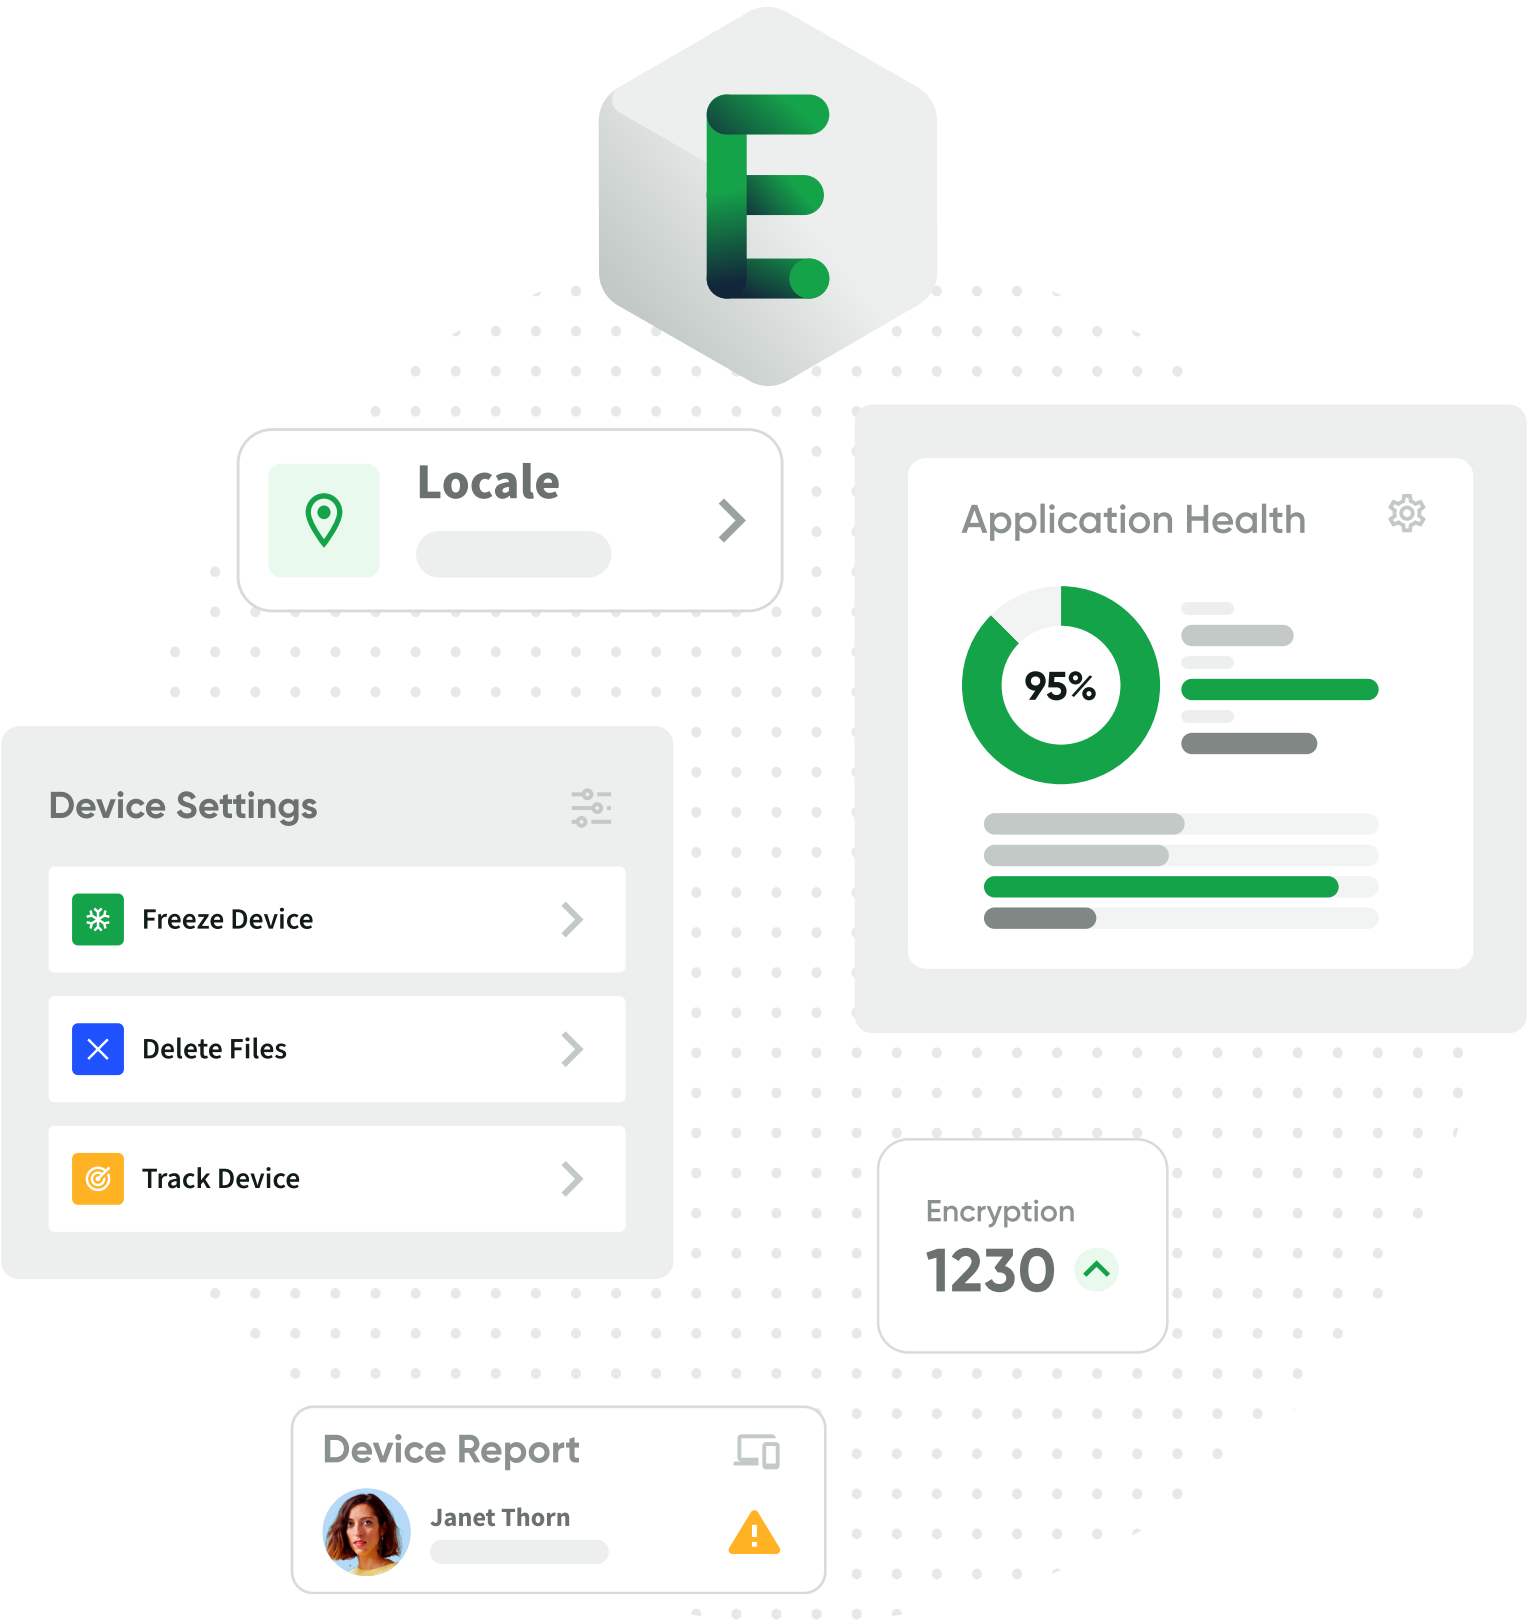 E
Locale
Application Health
95%
Device Settings
Freeze Device
Delete Files
Track Device
Encryption
1230
Device Report
Janet Thorn